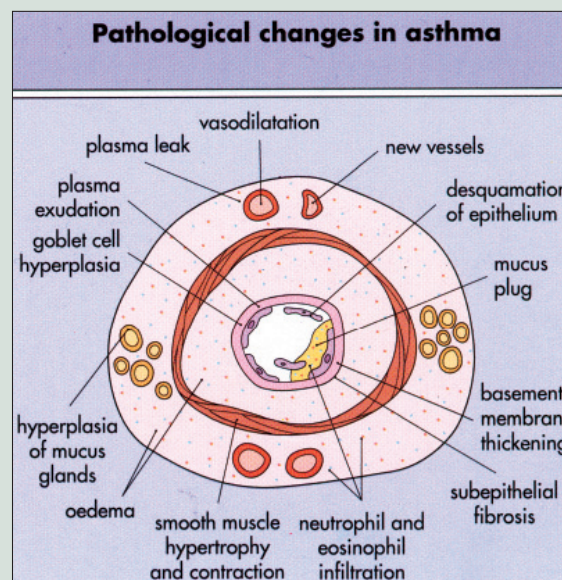 Pathological changes in asthma
vasodilatation
plasma leak
new vessels
plasma
exudation
desquamation
of epithelium
goblet cell
hyperplasia
mucus
plug
hyperplasia
of mucus
glands
basement
membran
thickening
oedema
subepithelial
fibrosis
smooth muscle
hypertrophy
and contraction
neutrophil and
eosinophil
infiltration